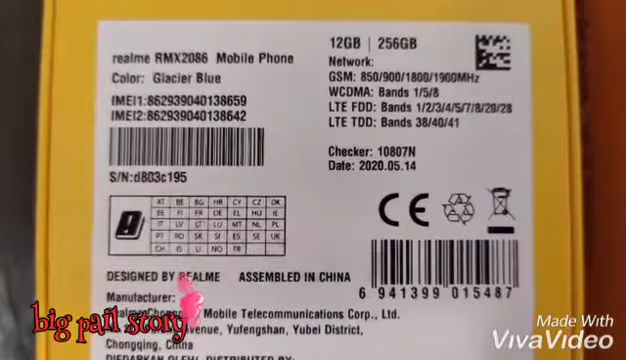 realme RMX2086 Mobile Phone
Color: Glacier Blue
IMEI1:862939040138659
IMEI2:862939040138642
S/N:d803c195
12GB | 256GB
Network:
GSM: 850/900/1800/1900MHz
WCDMA: Bands 1/5/8
LTE FDD: Bands 1/2/3/4/5/7/8/20/28
LTE TDD: Bands 38/40/41
Checker: 10807N
Date: 2020.05.14
AT BE BG HR CY CZ DK
EE FI FR DE EL HU IE
IT LV LT LU MT NL PL
PT RO SK SI ES SE UK
CH IS LI NO TR
CE
6 941399 015487
DESIGNED BY REALME ASSEMBLED IN CHINA
Manufacturer:
Mobile Telecommunications Corp., Ltd.
Yufengshan, Yubei District,
Chongqing, China
big pail story
Made With
VivaVideo